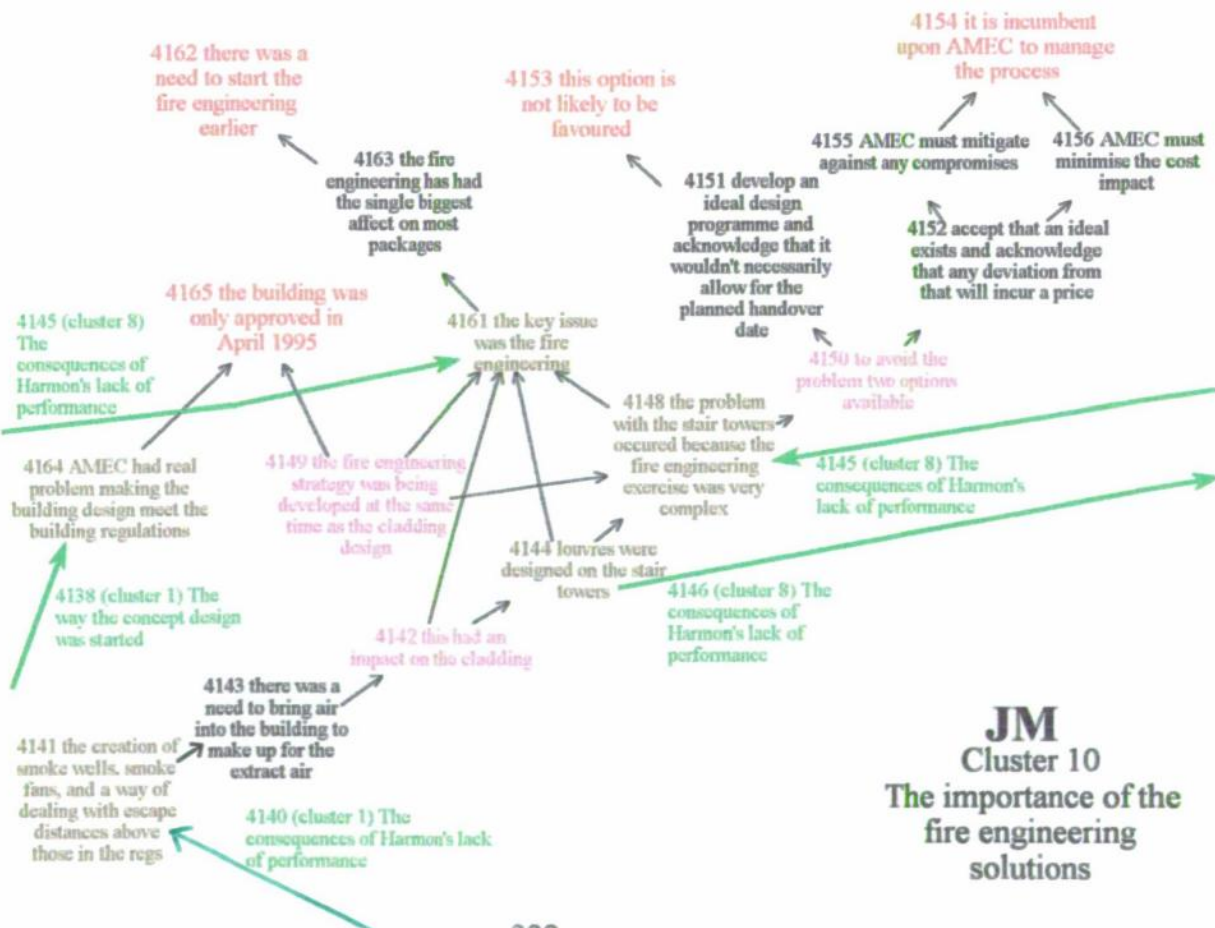 4154 it is incumbent
upon AMEC to manage
the process
4162 there was a
need to start the
fire engineering
earlier
4153 this option is
not likely to be
favoured
4155 AMEC must mitigate
against any compromises
4156 AMEC must
minimise the cost
impact
4163 the fire
engineering has had
the single biggest
affect on most
packages
4151 develop an
ideal design
programme and
acknowledge that it
wouldn't necessarily
allow for the
planned handover
date
4152 accept that an ideal
exists and acknowledge
that any deviation from
that will incur a price
4165 the building was
only approved in
April 1995
4145 (cluster 8)
The
consequences of
Harmon's lack of
performance
4161 the key issue
was the fire
engineering
4150 to avoid the
problem two options
available
4148 the problem
with the stair towers
occured because the
fire engineering
exercise was very
complex
4164 AMEC had real
problem making the
building design meet the
building regulations
4149 the fire engineering
strategy was being
developed at the same
time as the cladding
design
4145 (cluster 8) The
consequences of Harmon's
lack of performance
4144 louvres were
designed on the stair
towers
4138 (cluster 1) The
way the concept design
was started
4146 (cluster 8) The
consequences of
Harmon's lack of
performance
4142 this had an
impact on the cladding
4143 there was a
need to bring air
into the building to
make up for the
extract air
4141 the creation of
smoke wells, smoke
fans, and a way of
dealing with escape
distances above
those in the regs
4140 (cluster 1) The
consequences of Harmon's lack
of performance
JM
Cluster 10
The importance of the
fire engineering
solutions